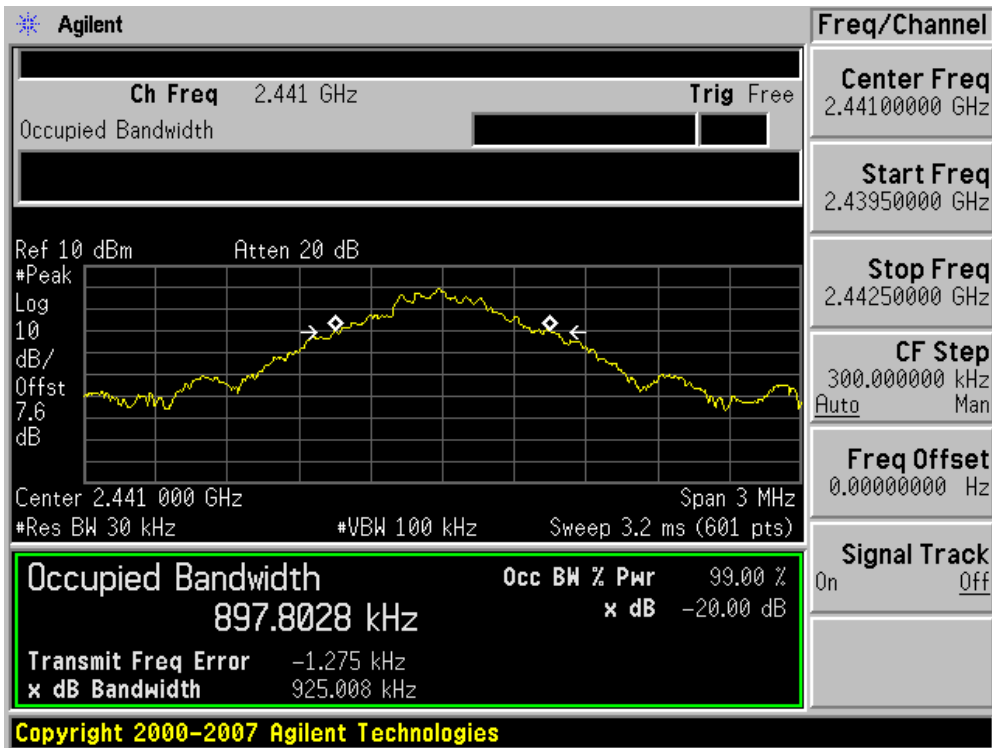 Agilent
Freq/Channel
Ch Freq 2.441 GHz Trig Free
Occupied Bandwidth
Center Freq
2.44100000 GHz
Start Freq
2.43950000 GHz
Stop Freq
2.44250000 GHz
CF Step
300.000000 kHz
Auto Man
Freq Offset
0.00000000 Hz
Signal Track
On Off
Ref 10 dBm Atten 20 dB
#Peak
Log
10
dB/
Offst
7.6
dB
Center 2.441 000 GHz Span 3 MHz
#Res BW 30 kHz #VBW 100 kHz Sweep 3.2 ms (601 pts)
Occupied Bandwidth Occ BW % Pwr 99.00 %
897.8028 kHz x dB -20.00 dB
Transmit Freq Error -1.275 kHz
x dB Bandwidth 925.008 kHz
Copyright 2000-2007 Agilent Technologies